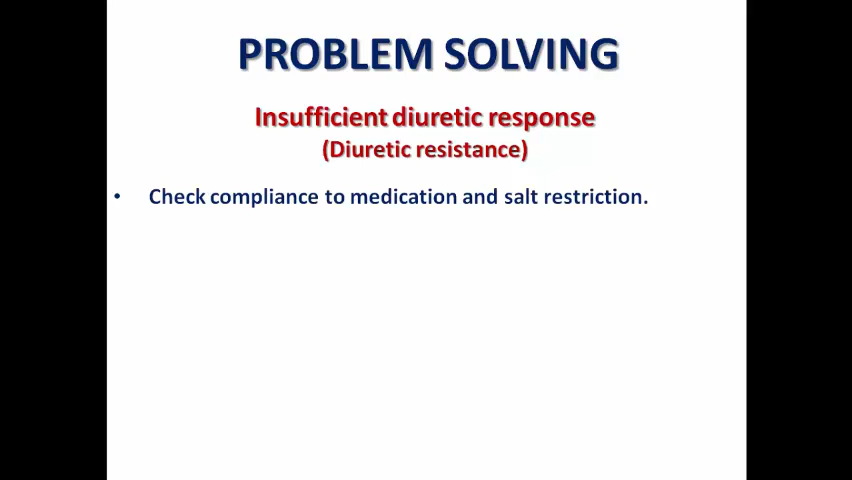 PROBLEM SOLVING
Insufficient diuretic response
(Diuretic resistance)
• Check compliance to medication and salt restriction.